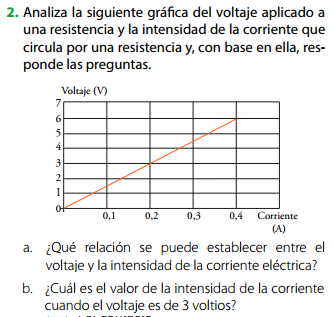 2. Analiza la siguiente gráfica del voltaje aplicado a
una resistencia y la intensidad de la corriente que
circula por una resistencia y, con base en ella, res-
ponde las preguntas.
Voltaje (V)
7
6
5
4
3
2
1
0
0,1 0,2 0,3 0,4 Corriente
(A)
a. ¿Qué relación se puede establecer entre el
voltaje y la intensidad de la corriente eléctrica?
b. ¿Cuál es el valor de la intensidad de la corriente
cuando el voltaje es de 3 voltios?